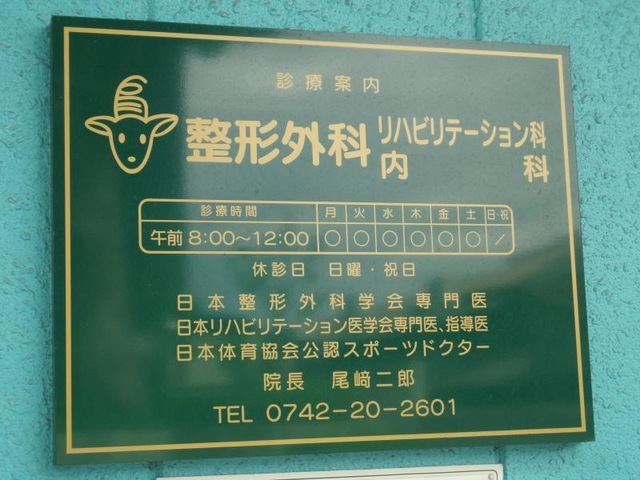 診療案内
整形外科 リハビリテーション科
内科
診療時間 月 火 水 木 金 土 日・祝
午前 8:00〜12:00 ○ ○ ○ ○ ○ ○ /
休診日 日曜・祝日
日本整形外科学会専門医
日本リハビリテーション医学会専門医、指導医
日本体育協会公認スポーツドクター
院長 尾﨑二郎
TEL 0742-20-2601